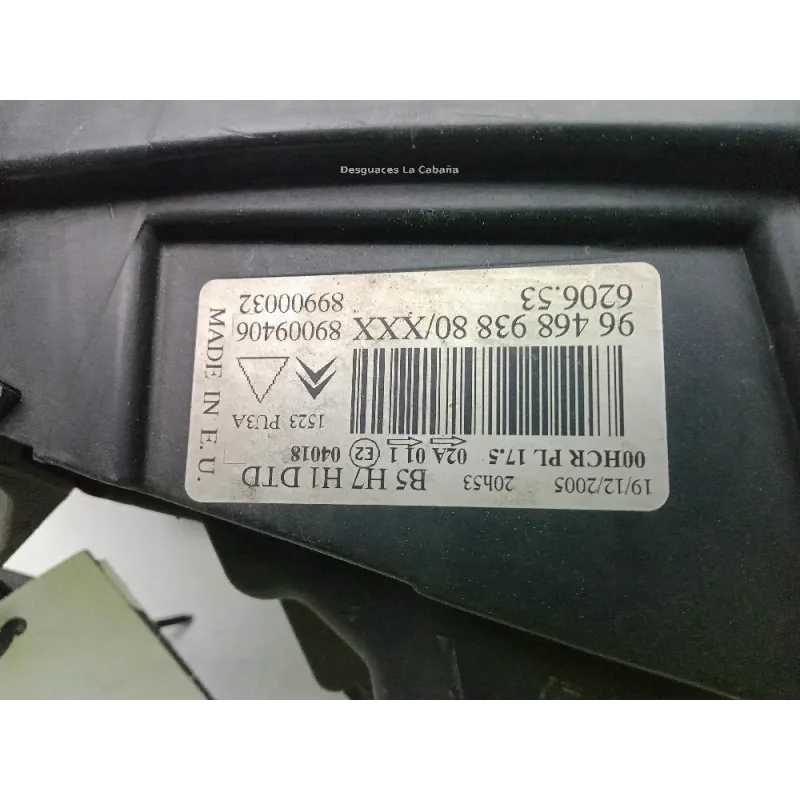 Desguaces La Cabaña
19/12/2005 20h53 B5 H7 H1 DTD
00HCR PL 17.5 02A 01 1 E2 04018
1523 PU3A
96 468 938 80/XXX 89009406
6206.53 89900032
MADE IN E.U.